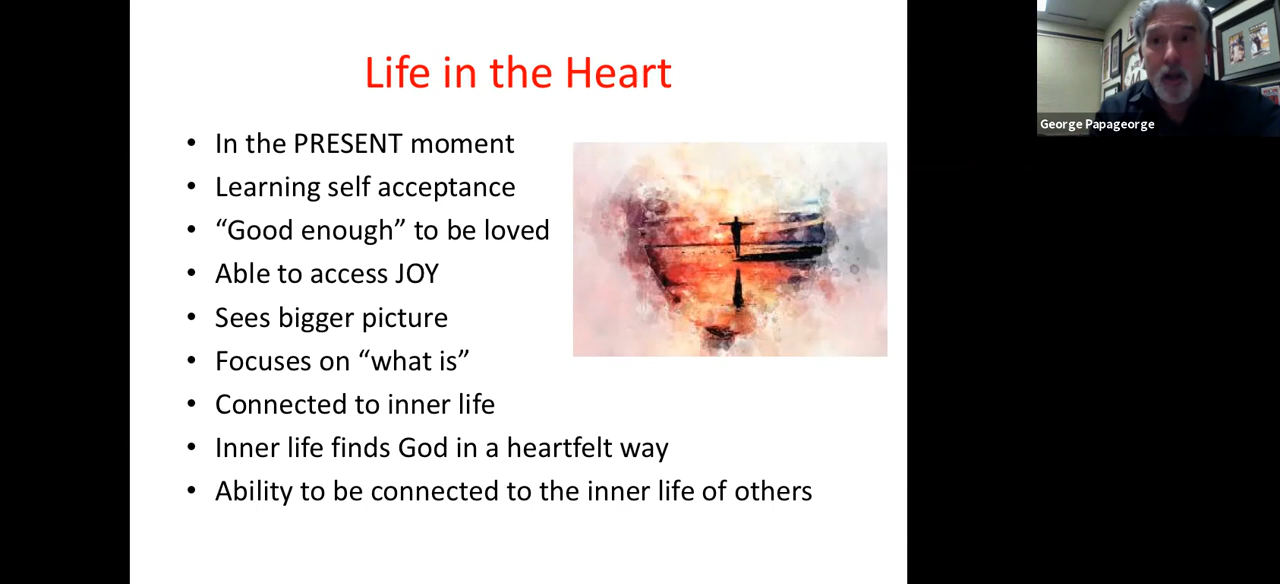 Life in the Heart
• In the PRESENT moment
• Learning self acceptance
• “Good enough” to be loved
• Able to access JOY
• Sees bigger picture
• Focuses on “what is”
• Connected to inner life
• Inner life finds God in a heartfelt way
• Ability to be connected to the inner life of others
George Papageorge